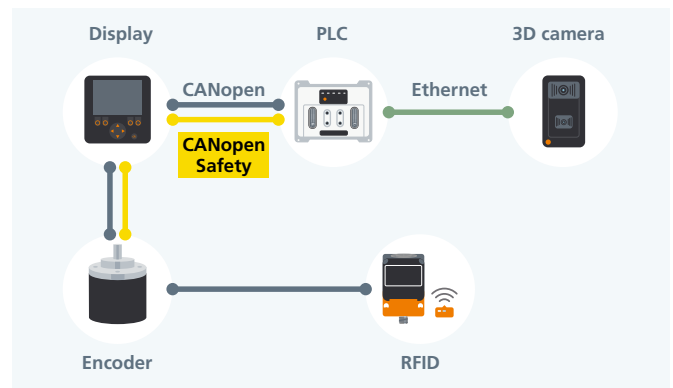 Display
PLC
3D camera
CANopen
Ethernet
CANopen
Safety
Encoder
RFID